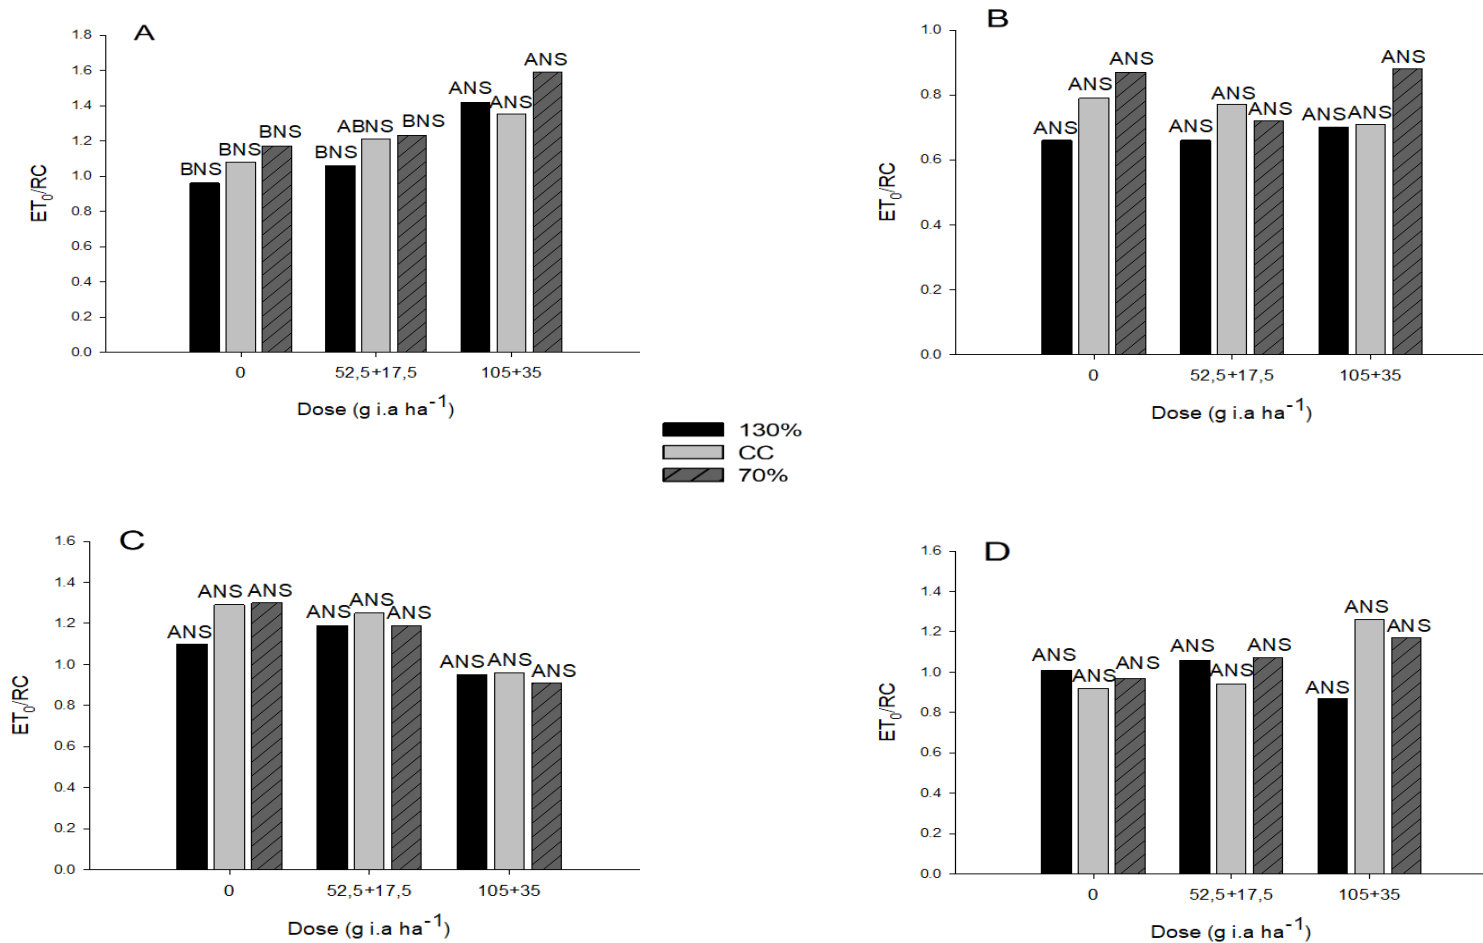 A
1.8
1.6
1.4
1.2
1.0
0.8
0.6
0.4
0.2
0.0
ET0/RC
BNS BNS BNS
BNS ABNS BNS
ANS ANS ANS
0 52,5+17,5 105+35
Dose (g i.a ha-1)
B
1.0
0.8
0.6
0.4
0.2
0.0
ET0/RC
ANS ANS ANS
ANS ANS ANS
ANS ANS ANS
0 52,5+17,5 105+35
Dose (g i.a ha-1)
130%
CC
70%
C
1.6
1.4
1.2
1.0
0.8
0.6
0.4
0.2
0.0
ET0/RC
ANS ANS ANS
ANS ANS ANS
ANS ANS ANS
0 52,5+17,5 105+35
Dose (g i.a ha-1)
D
1.6
1.4
1.2
1.0
0.8
0.6
0.4
0.2
0.0
ET0/RC
ANS ANS ANS
ANS ANS ANS
ANS ANS ANS
0 52,5+17,5 105+35
Dose (g i.a ha-1)